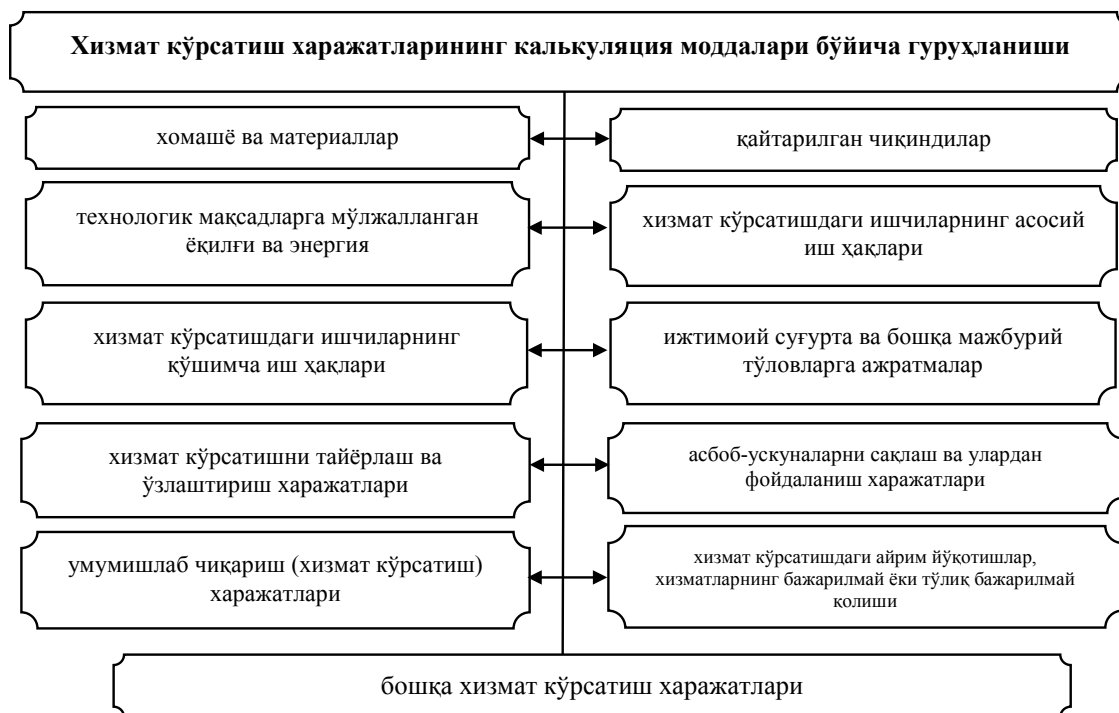 Хизмат кўрсатиш харажатларининг калькуляция моддалари бўйича гуруҳланиши
хомашё ва материаллар
қайтарилган чиқиндилар
технологик мақсадларга мўлжалланган
ёқилғи ва энергия
хизмат кўрсатишдаги ишчиларнинг асосий
иш ҳақлари
хизмат кўрсатишдаги ишчиларнинг
қўшимча иш ҳақлари
ижтимоий суғурта ва бошқа мажбурий
тўловларга ажратмалар
хизмат кўрсатишни тайёрлаш ва
ўзлаштириш харажатлари
асбоб-ускуналарни сақлаш ва улардан
фойдаланиш харажатлари
умумишлаб чиқариш (хизмат кўрсатиш)
харажатлари
хизмат кўрсатишдаги айрим йўқотишлар,
хизматларнинг бажарилмай ёки тўлиқ бажарилмай
қолиши
бошқа хизмат кўрсатиш харажатлари